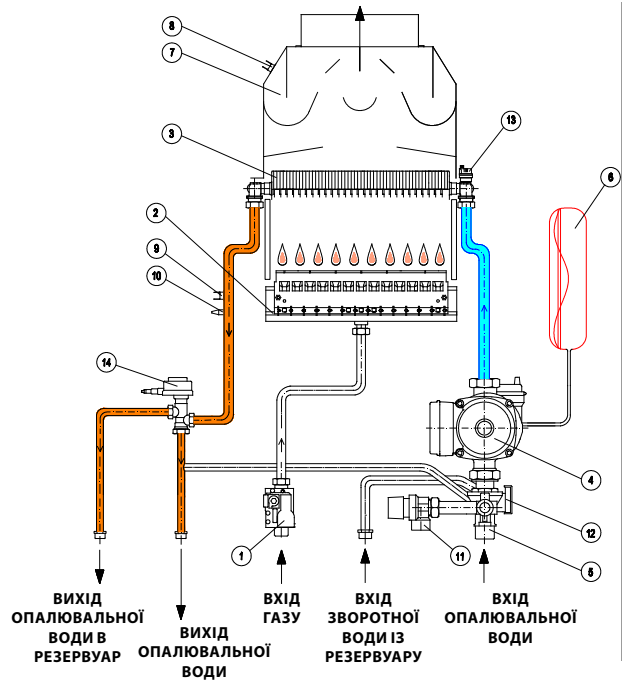 8
7
13
3
6
2
9
10
14
4
1
11
12
5
ВИХІД
ОПАЛЮВАЛЬНОЇ
ВОДИ В
РЕЗЕРВУАР
ВИХІД
ОПАЛЮВАЛЬНОЇ
ВОДИ
ВХІД
ГАЗУ
ВХІД
ЗВОРОТНОЇ
ВОДИ ІЗ
РЕЗЕРВУАРУ
ВХІД
ОПАЛЮВАЛЬНОЇ
ВОДИ